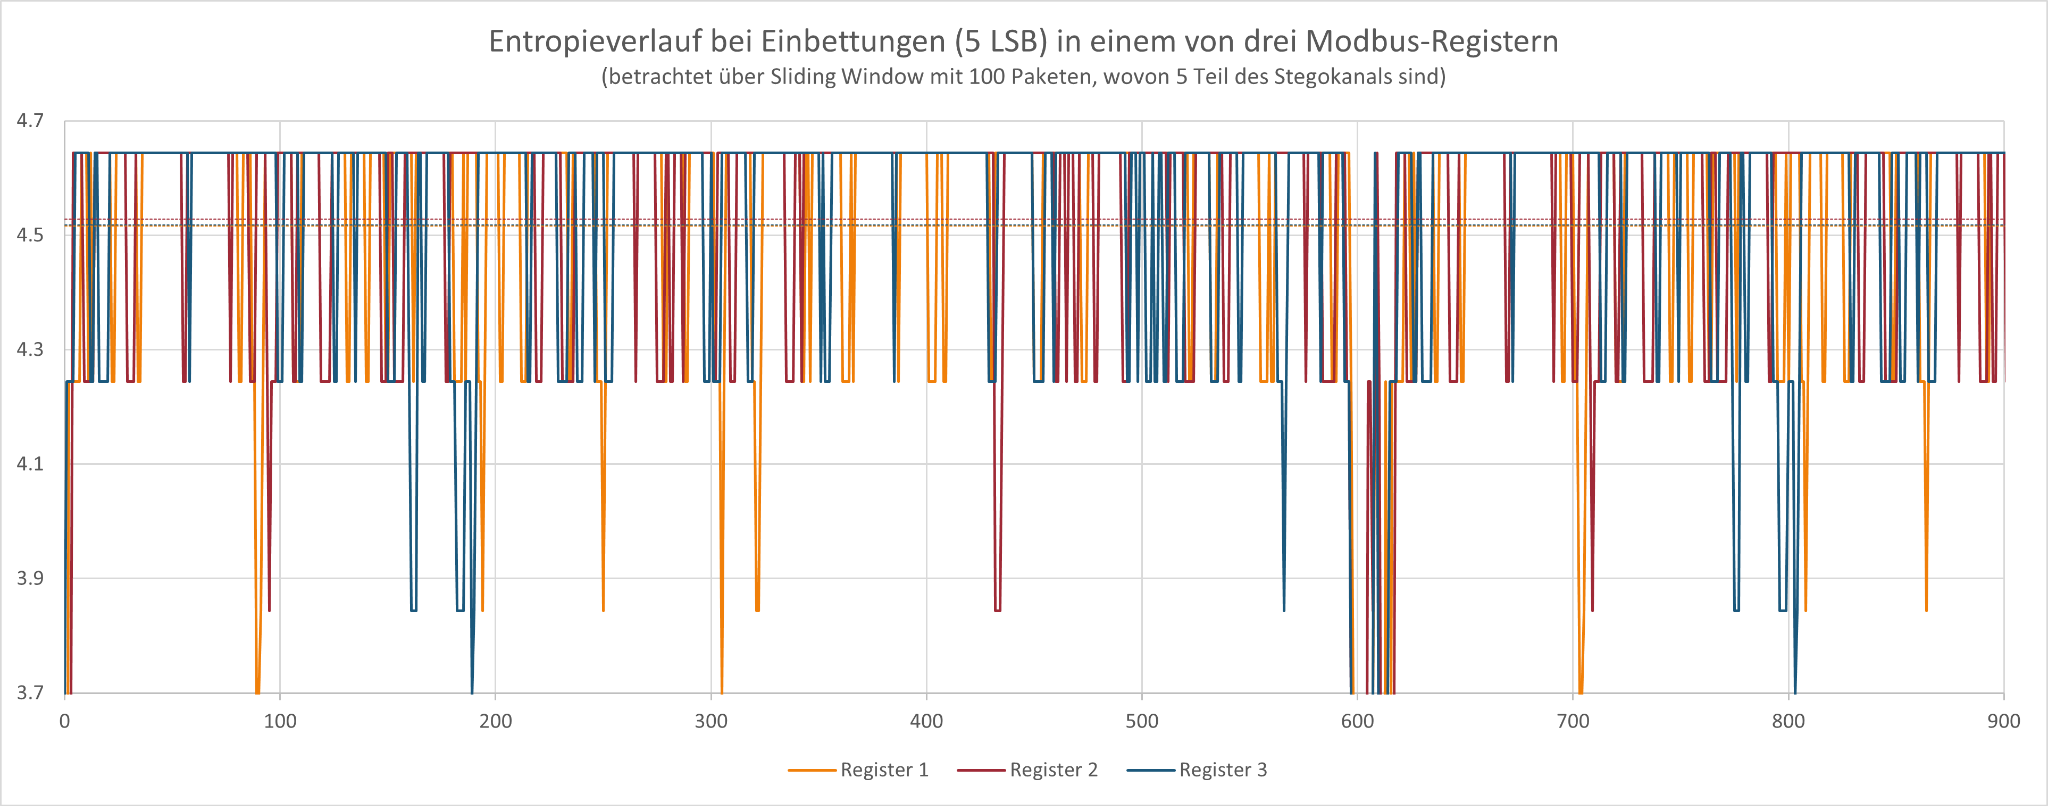 Entropieverlauf bei Einbettungen (5 LSB) in einem von drei Modbus-Registern
(betrachtet über Sliding Window mit 100 Paketen, wovon 5 Teil des Stegokanals sind)
4.7
4.5
4.3
4.1
3.9
3.7
0 100 200 300 400 500 600 700 800 900
Register 1 Register 2 Register 3